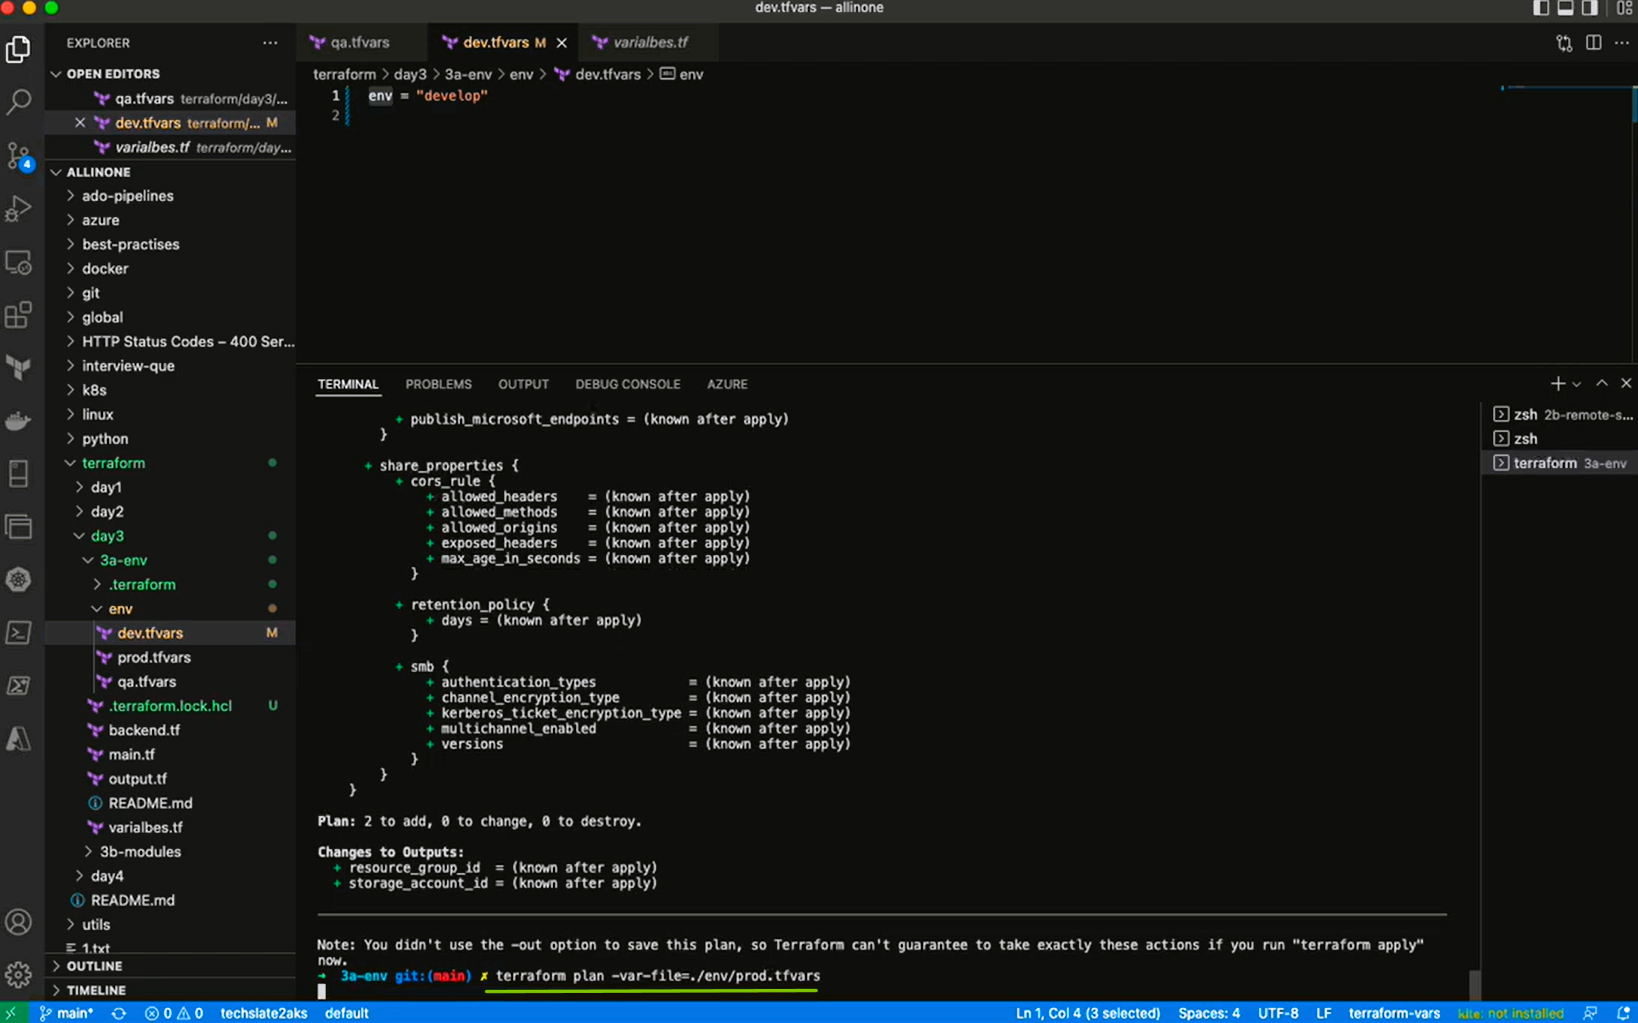 dev.tfvars — allinone
EXPLORER
OPEN EDITORS
qa.tfvars terraform/day3/...
dev.tfvars terraform/... M
varialbes.tf terraform/day...
ALLINONE
ado-pipelines
azure
best-practises
docker
git
global
HTTP Status Codes – 400 Ser...
interview-que
k8s
linux
python
terraform
day1
day2
day3
3a-env
.terraform
env
dev.tfvars M
prod.tfvars
qa.tfvars
.terraform.lock.hcl U
backend.tf
main.tf
output.tf
README.md
varialbes.tf
3b-modules
day4
README.md
utils
1.txt
OUTLINE
TIMELINE
4
qa.tfvars dev.tfvars M varialbes.tf
terraform > day3 > 3a-env > env > dev.tfvars > env
1 env = "develop"
2
TERMINAL PROBLEMS OUTPUT DEBUG CONSOLE AZURE
+ publish_microsoft_endpoints = (known after apply)
}
+ share_properties {
+ cors_rule {
+ allowed_headers = (known after apply)
+ allowed_methods = (known after apply)
+ allowed_origins = (known after apply)
+ exposed_headers = (known after apply)
+ max_age_in_seconds = (known after apply)
}
+ retention_policy {
+ days = (known after apply)
}
+ smb {
+ authentication_types = (known after apply)
+ channel_encryption_type = (known after apply)
+ kerberos_ticket_encryption_type = (known after apply)
+ multichannel_enabled = (known after apply)
+ versions = (known after apply)
}
}
}
Plan: 2 to add, 0 to change, 0 to destroy.
Changes to Outputs:
+ resource_group_id = (known after apply)
+ storage_account_id = (known after apply)
Note: You didn't use the -out option to save this plan, so Terraform can't guarantee to take exactly these actions if you run "terraform apply"
now.
→ 3a-env git:(main) ✗ terraform plan -var-file=./env/prod.tfvars
zsh 2b-remote-s...
zsh
terraform 3a-env
main* 0 0 techslate2aks default Ln 1, Col 4 (3 selected) Spaces: 4 UTF-8 LF terraform-vars kite: not installed